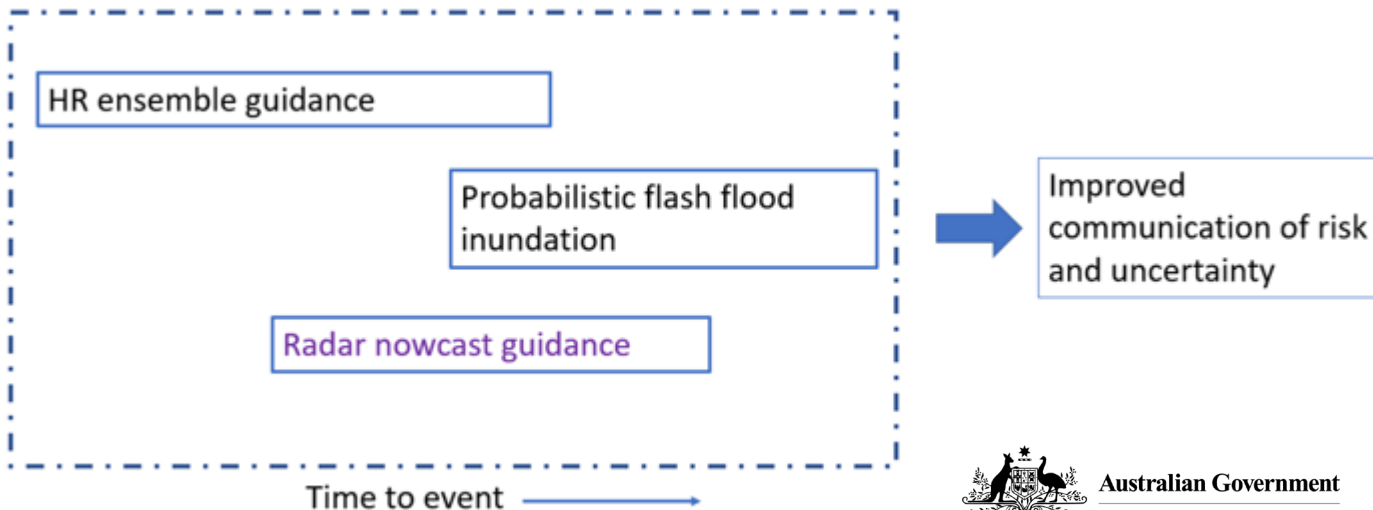 HR ensemble guidance
Probabilistic flash flood
inundation
Improved
communication of risk
and uncertainty
Radar nowcast guidance
Time to event
Australian Government